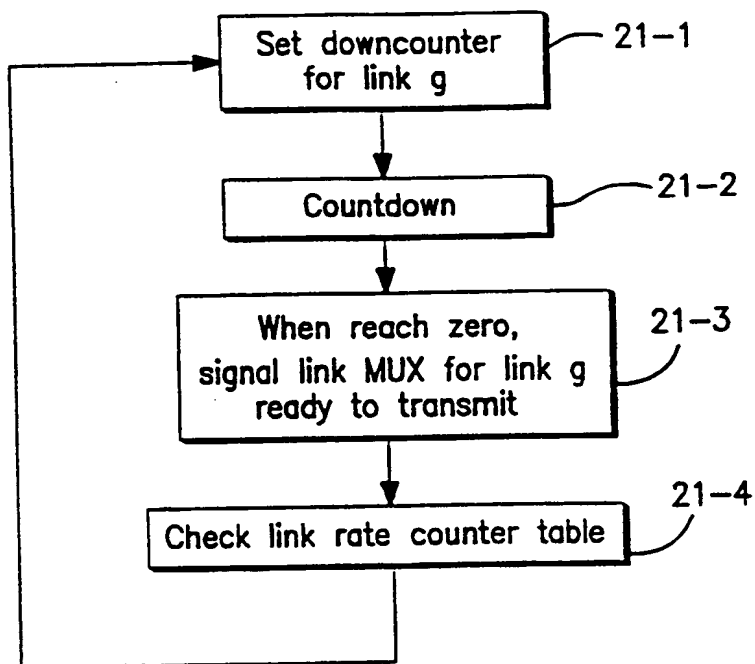 Set downcounter
for link g
21-1
Countdown
21-2
When reach zero,
signal link MUX for link g
ready to transmit
21-3
Check link rate counter table
21-4